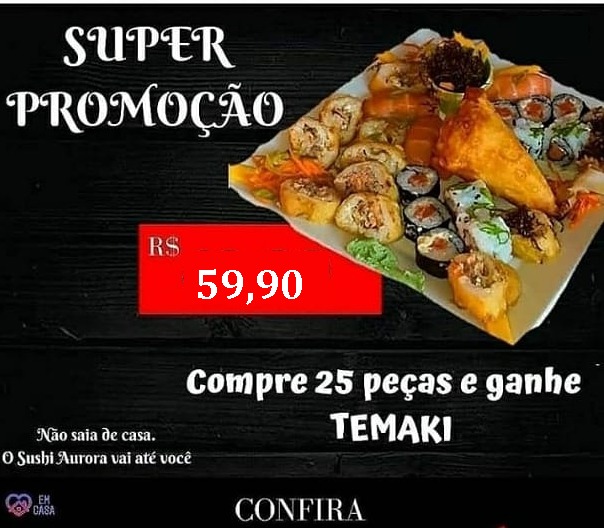 SUPER
PROMOÇÃO
R$
59,90
Compre 25 peças e ganhe
TEMAKI
Não saia de casa.
O Sushi Aurora vai até você
EM
CASA
CONFIRA